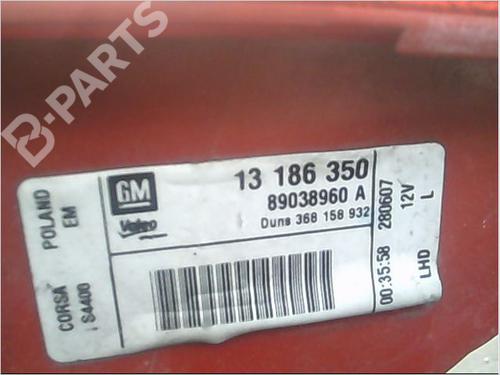 B-PARTS
POLAND
EM
CORSA
S4400
GM
Valeo
13 186 350
89038960 A
Duns 368 158 932
00:35:58 280607
12V
LHD L